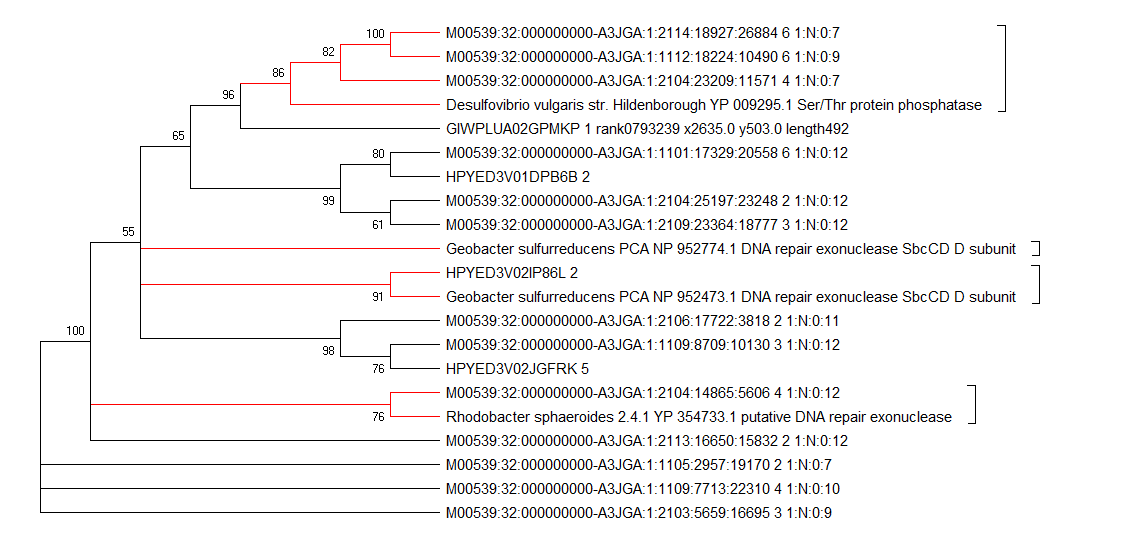 100
M00539:32:000000000-A3JGA:1:2114:18927:26884 6 1:N:0:7
82
M00539:32:000000000-A3JGA:1:1112:18224:10490 6 1:N:0:9
86
M00539:32:000000000-A3JGA:1:2104:23209:11571 4 1:N:0:7
96
Desulfovibrio vulgaris str. Hildenborough YP 009295.1 Ser/Thr protein phosphatase
65
GIWPLUA02GPMKP 1 rank0793239 x2635.0 y503.0 length492
80
M00539:32:000000000-A3JGA:1:1101:17329:20558 6 1:N:0:12
HPYED3V01DPB6B 2
99
M00539:32:000000000-A3JGA:1:2104:25197:23248 2 1:N:0:12
61
M00539:32:000000000-A3JGA:1:2109:23364:18777 3 1:N:0:12
55
Geobacter sulfurreducens PCA NP 952774.1 DNA repair exonuclease SbcCD D subunit
HPYED3V02IP86L 2
91
Geobacter sulfurreducens PCA NP 952473.1 DNA repair exonuclease SbcCD D subunit
M00539:32:000000000-A3JGA:1:2106:17722:3818 2 1:N:0:11
100
98
M00539:32:000000000-A3JGA:1:1109:8709:10130 3 1:N:0:12
76
HPYED3V02JGFRK 5
M00539:32:000000000-A3JGA:1:2104:14865:5606 4 1:N:0:12
76
Rhodobacter sphaeroides 2.4.1 YP 354733.1 putative DNA repair exonuclease
M00539:32:000000000-A3JGA:1:2113:16650:15832 2 1:N:0:12
M00539:32:000000000-A3JGA:1:1105:2957:19170 2 1:N:0:7
M00539:32:000000000-A3JGA:1:1109:7713:22310 4 1:N:0:10
M00539:32:000000000-A3JGA:1:2103:5659:16695 3 1:N:0:9